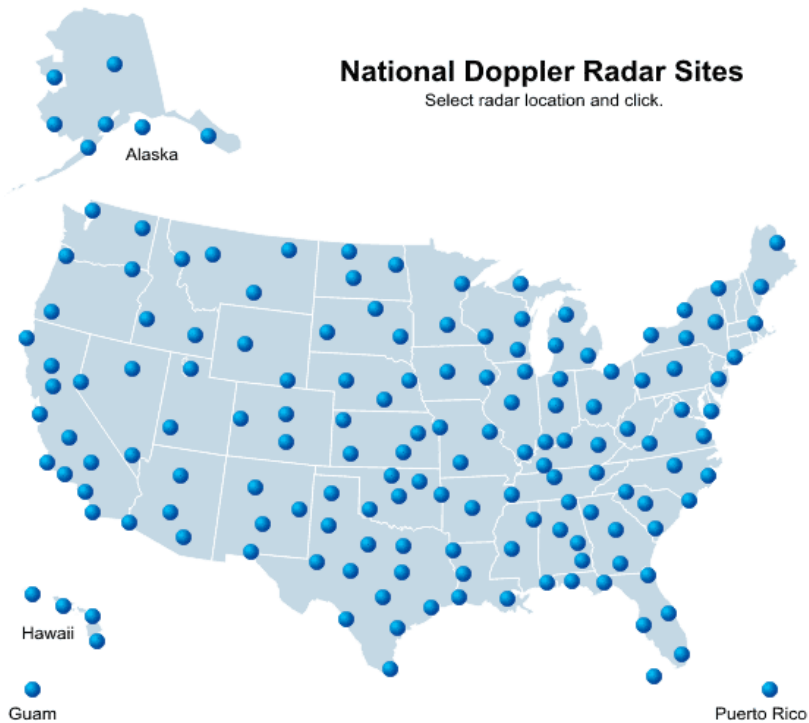 National Doppler Radar Sites
Select radar location and click.
Alaska
Hawaii
Guam
Puerto Rico